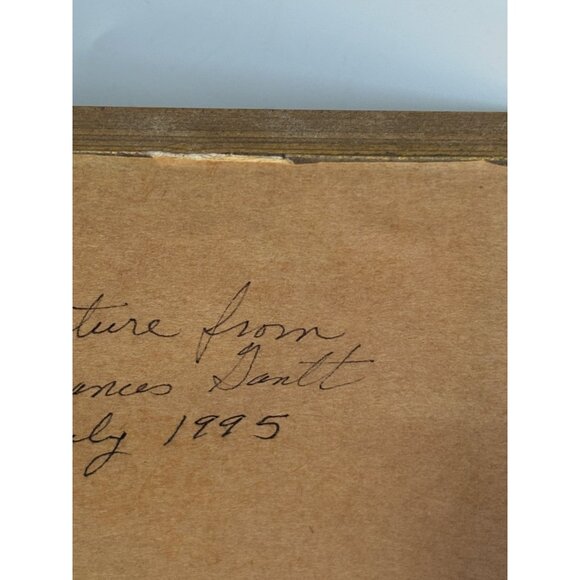 ture from
ances Gantt
ly 1995